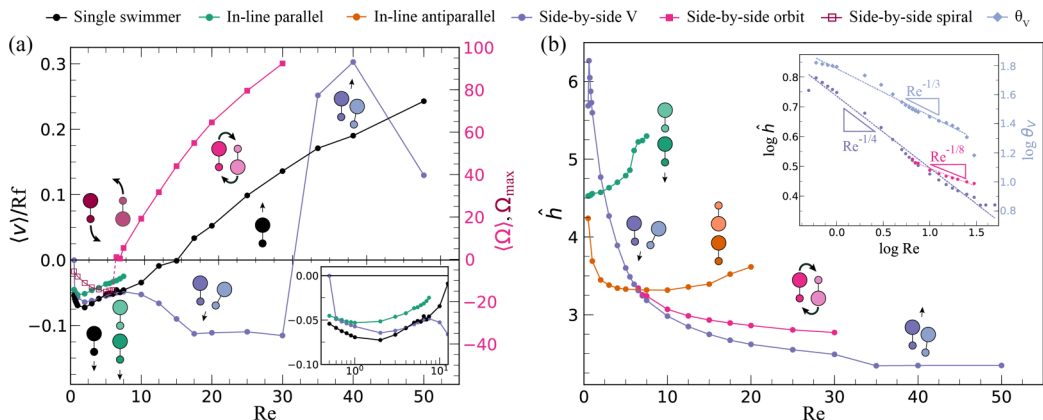 Single swimmer In-line parallel In-line antiparallel Side-by-side V Side-by-side orbit Side-by-side spiral θ_V
(a)
⟨v⟩/Rf
0.3
0.2
0.1
0.0
−0.1
0 10 20 30 40 50
Re
100
80
60
40
20
0
−20
−40
⟨Ω⟩, Ω_max
0.00
−0.05
−0.10
10^0 10^1
(b)
ĥ
6
5
4
3
2
0 10 20 30 40 50
Re
log ĥ
0.8
0.7
0.6
0.5
0.4
0.0 0.5 1.0 1.5
log Re
1.8
1.6
1.4
1.2
1.0
0.8
log θ_V
Re^{-1/3}
Re^{-1/4}
Re^{-1/8}